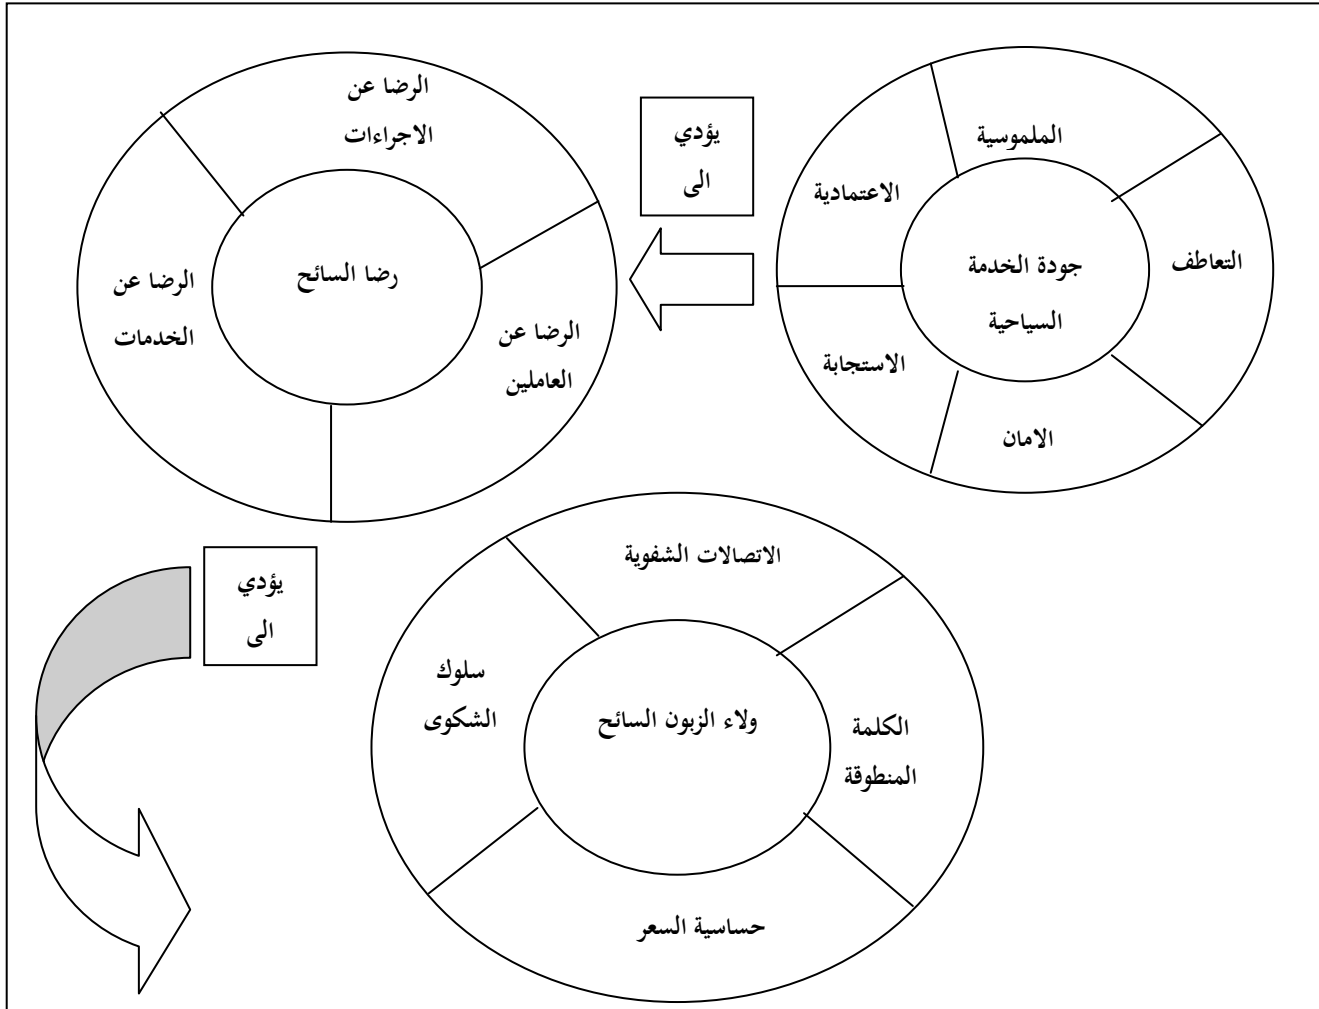 الملموسية
الاعتمادية
التعاطف
جودة الخدمة
السياحية
الاستجابة
الامان
يؤدي
الى
الرضا عن
الاجراءات
رضا السائح
الرضا عن
الخدمات
الرضا عن
العاملين
يؤدي
الى
الاتصالات الشفوية
سلوك
الشكوى
ولاء الزبون السائح
الكلمة
المنطوقة
حساسية السعر